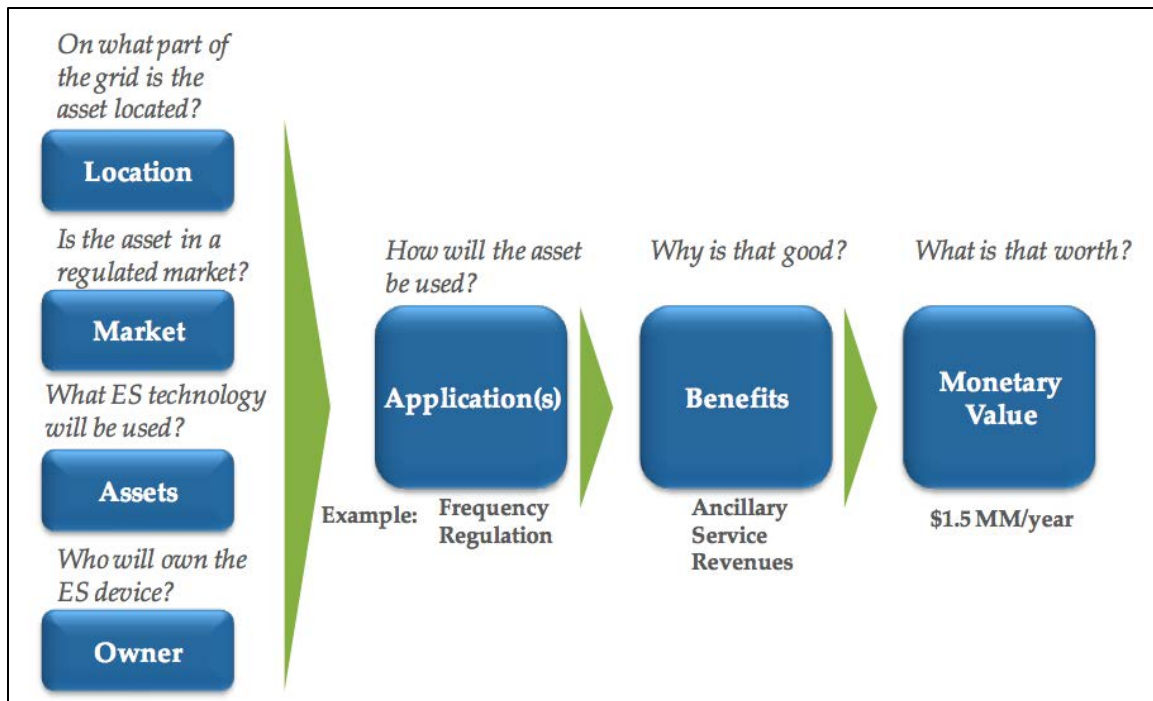 On what part of
the grid is the
asset located?
Location
Is the asset in a
regulated market?
Market
What ES technology
will be used?
Assets
Who will own the
ES device?
Owner
How will the asset
be used?
Application(s)
Example:
Frequency
Regulation
Why is that good?
Benefits
Ancillary
Service
Revenues
What is that worth?
Monetary
Value
$1.5 MM/year